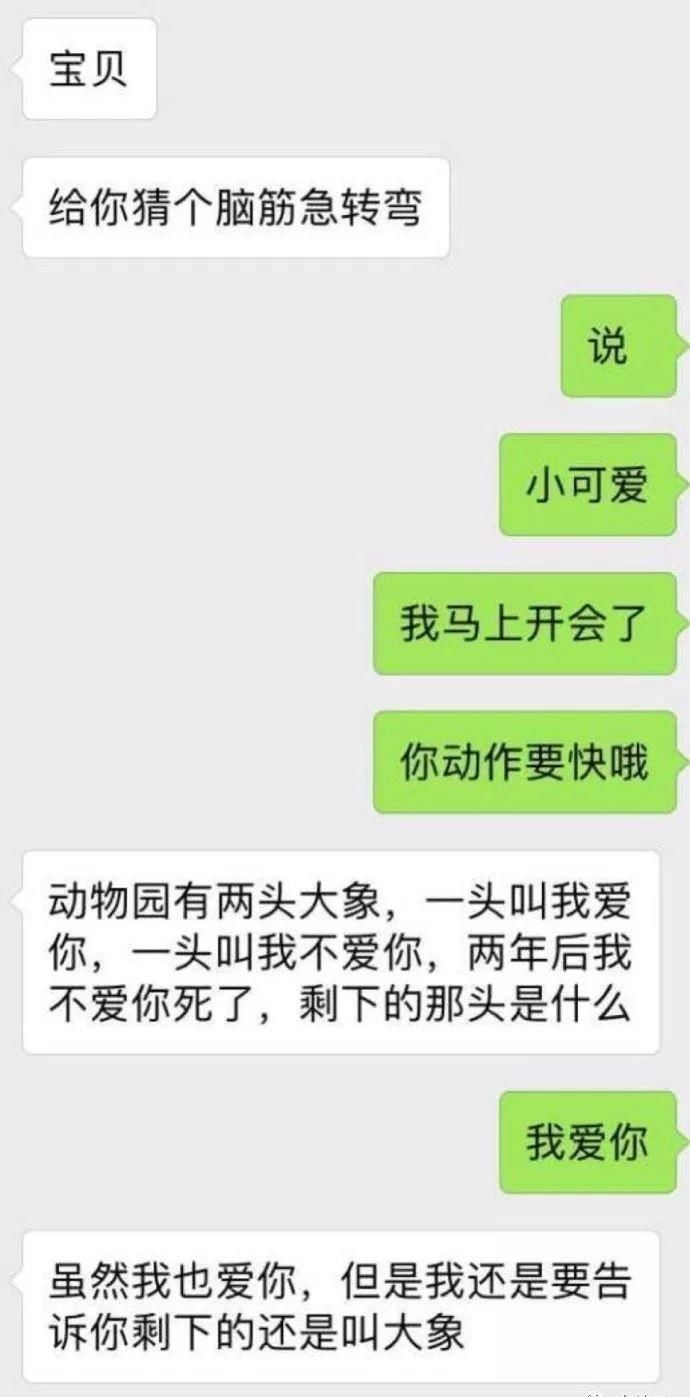 宝贝
给你猜个脑筋急转弯
说
小可爱
我马上开会了
你动作要快哦
动物园有两头大象，一头叫我爱
你，一头叫我不爱你，两年后我
不爱你死了，剩下的那头是什么
我爱你
虽然我也爱你，但是我还是要告
诉你剩下的还是叫大象